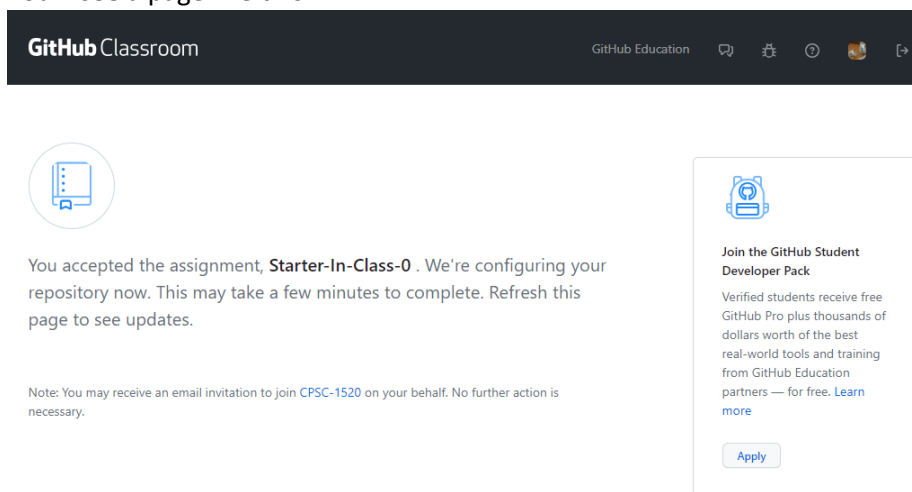 GitHub Classroom
GitHub Education
You accepted the assignment, Starter-In-Class-0 . We're configuring your
repository now. This may take a few minutes to complete. Refresh this
page to see updates.
Note: You may receive an email invitation to join CPSC-1520 on your behalf. No further action is
necessary.
Join the GitHub Student
Developer Pack
Verified students receive free
GitHub Pro plus thousands of
dollars worth of the best
real-world tools and training
from GitHub Education
partners — for free. Learn
more
Apply